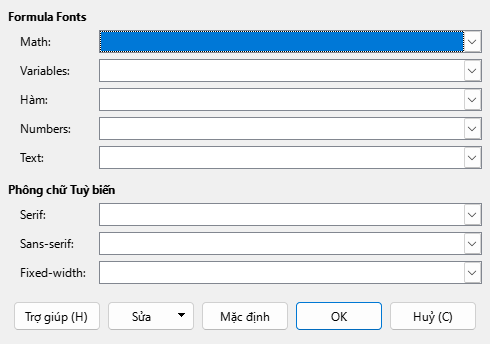 Formula Fonts
Math:
Variables:
Hàm:
Numbers:
Text:
Phông chữ Tuỳ biến
Serif:
Sans-serif:
Fixed-width:
Trợ giúp (H) Sửa Mặc định OK Huỷ (C)